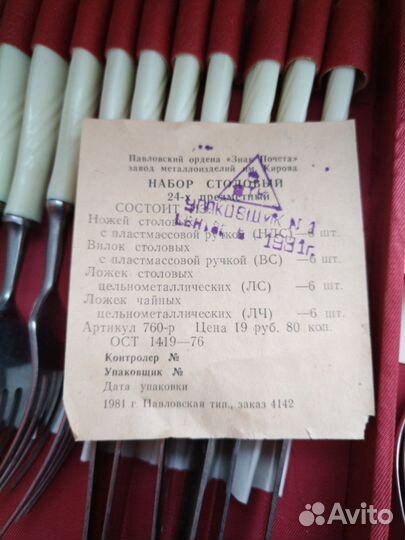 Павловский ордена «Знак Почета»
завод металлоизделий им. Кирова
НАБОР СТОЛОВЫЙ
24-х предметный
СОСТОИТ ИЗ:
Ножей столовых
с пластмассовой ручкой (НПС)—6 шт.
Вилок столовых
с пластмассовой ручкой (ВС) —6 шт.
Ложек столовых
цельнометаллических (ЛС) —6 шт.
Ложек чайных
цельнометаллических (ЛЧ) —6 шт.
Артикул 760-р Цена 19 руб. 80 коп.
ОСТ 1419—76
Контролер №
Упаковщик №
Дата упаковки
1981 г. Павловская тип., заказ 4142
УПАКОВЩИК N 1
1981г.
Avito